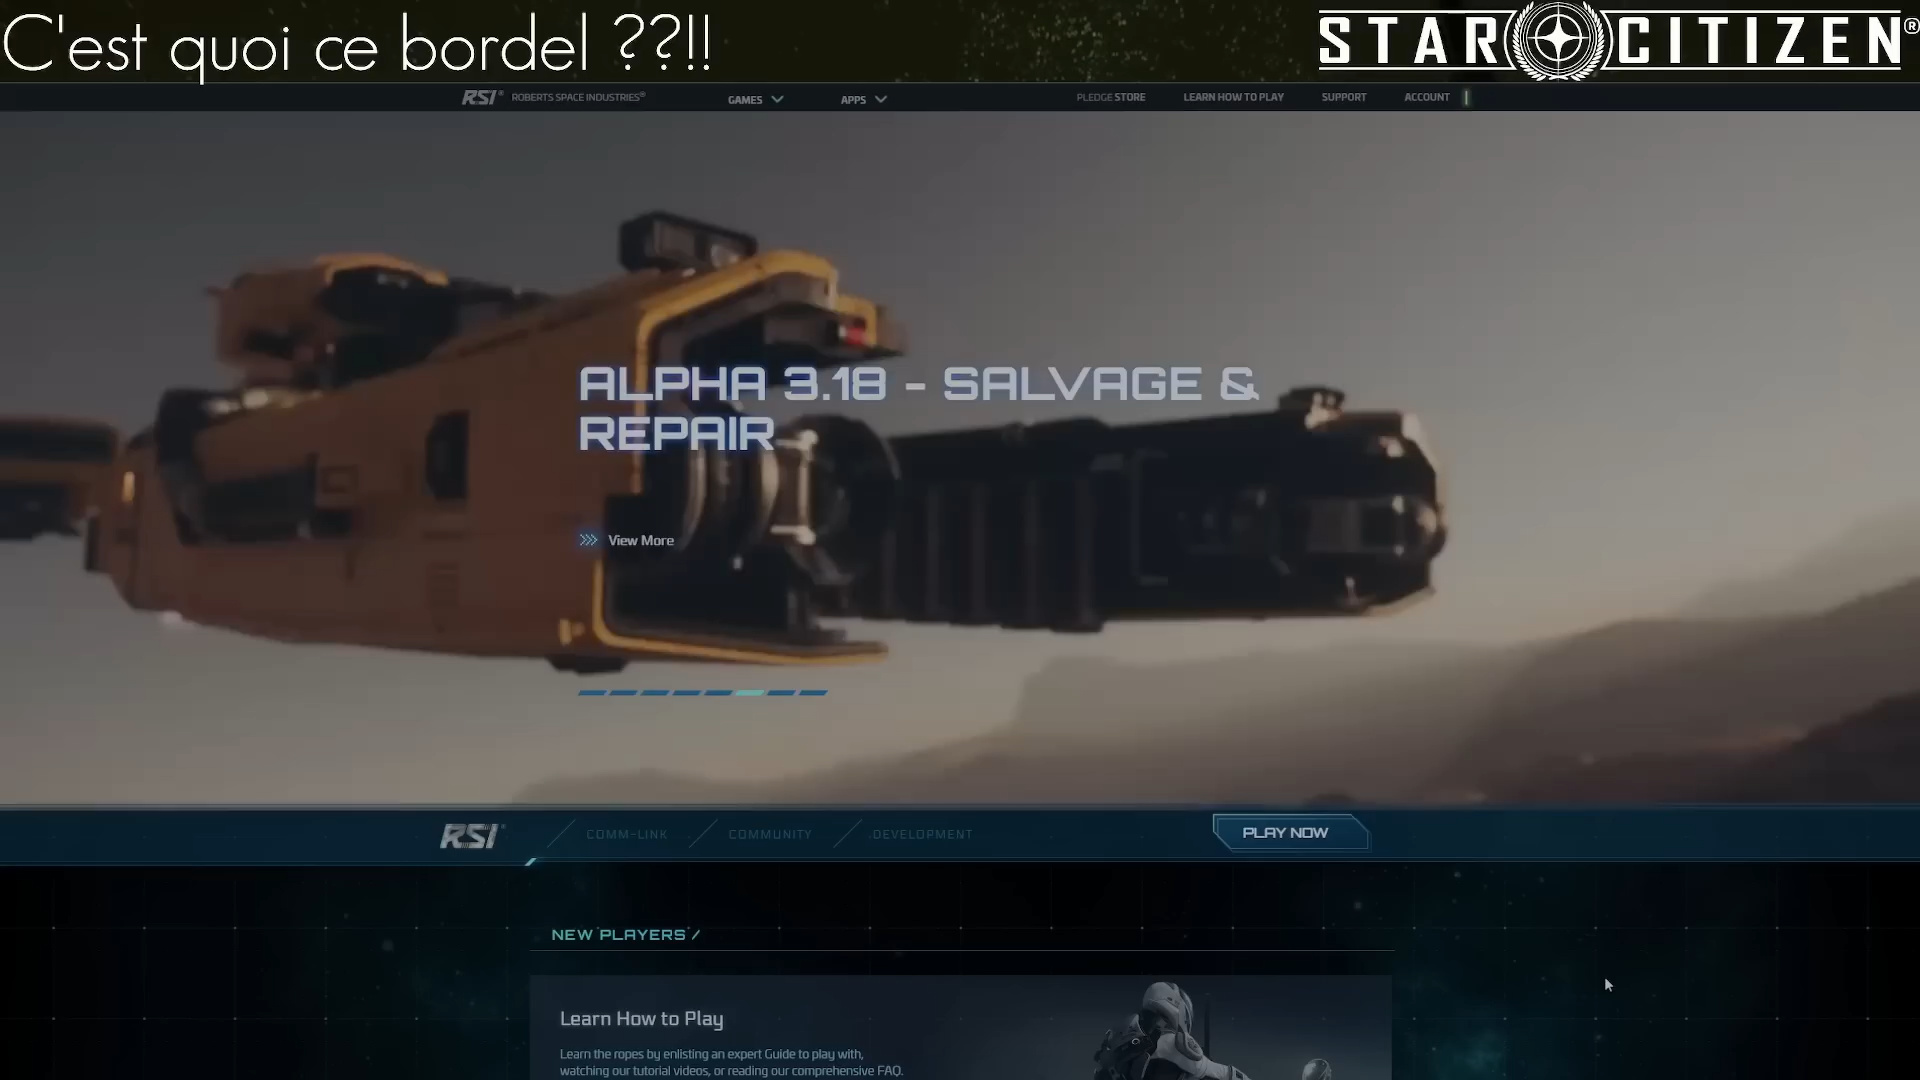 C'est quoi ce bordel ??!!
STAR CITIZEN®
RSI® ROBERTS SPACE INDUSTRIES®
GAMES
APPS
PLEDGE STORE
LEARN HOW TO PLAY
SUPPORT
ACCOUNT
ALPHA 3.18 - SALVAGE &
REPAIR
View More
RSI
COMM-LINK
COMMUNITY
DEVELOPMENT
PLAY NOW
NEW PLAYERS /
Learn How to Play
Learn the ropes by enlisting an expert Guide to play with,
watching our tutorial videos, or reading our comprehensive FAQ.